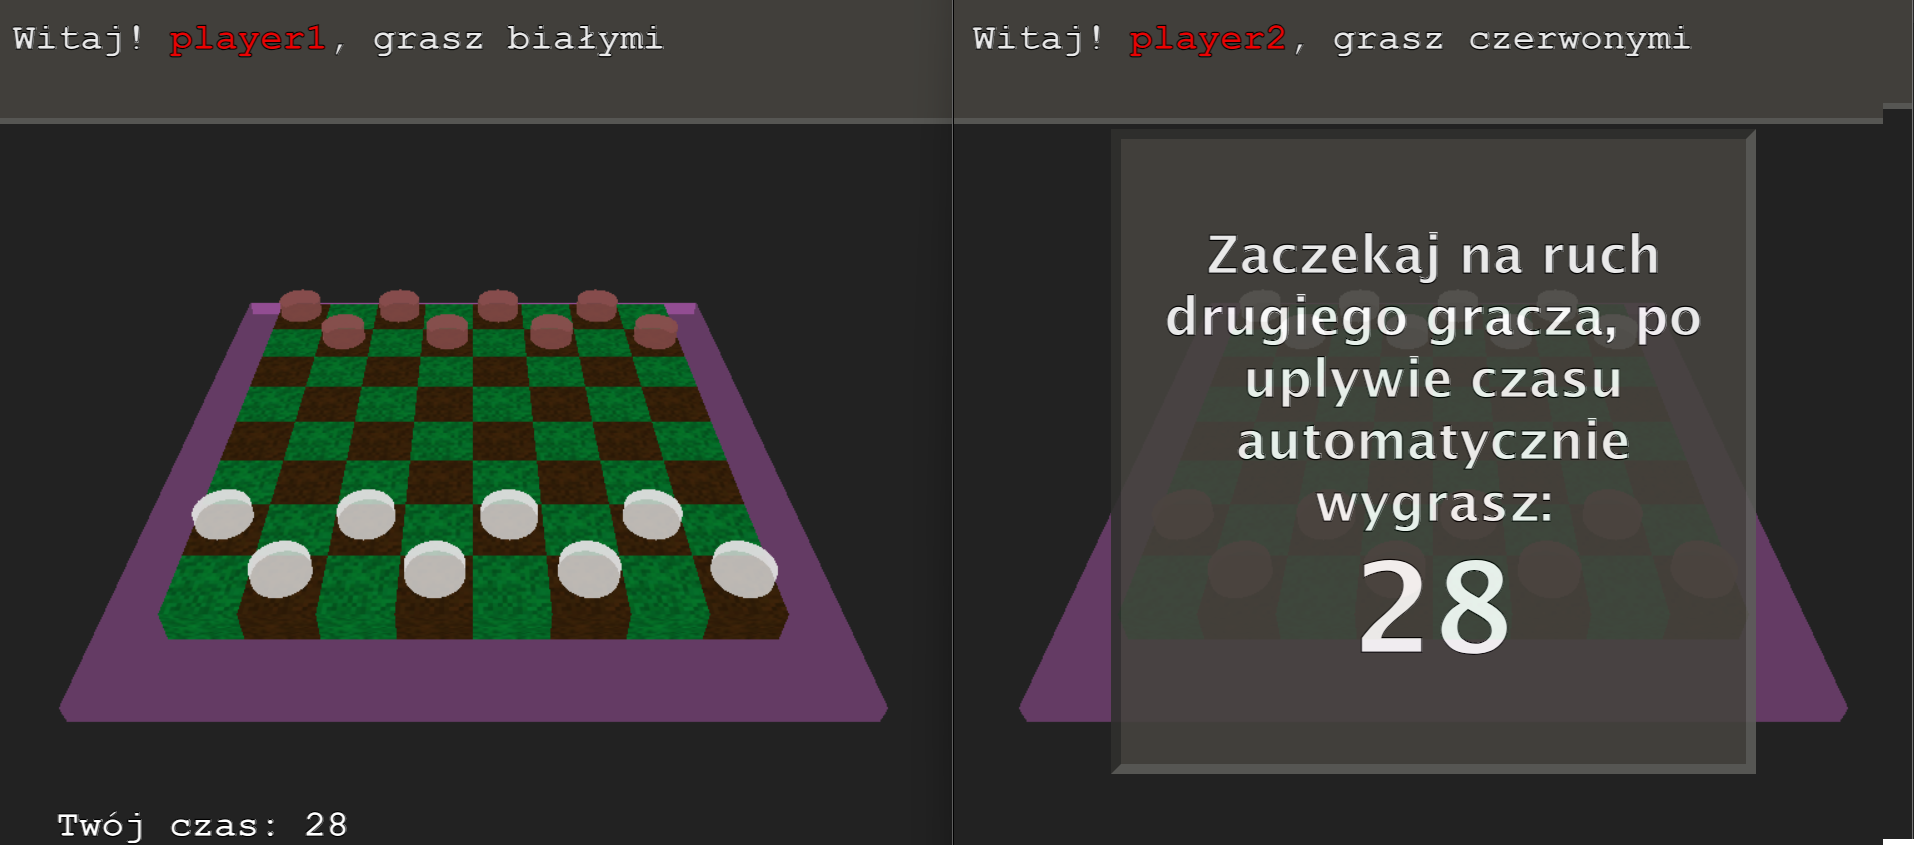 Witaj! player1, grasz białymi
Twój czas: 28
Witaj! player2, grasz czerwonymi
Zaczekaj na ruch
drugiego gracza, po
uplywie czasu
automatycznie
wygrasz:
28